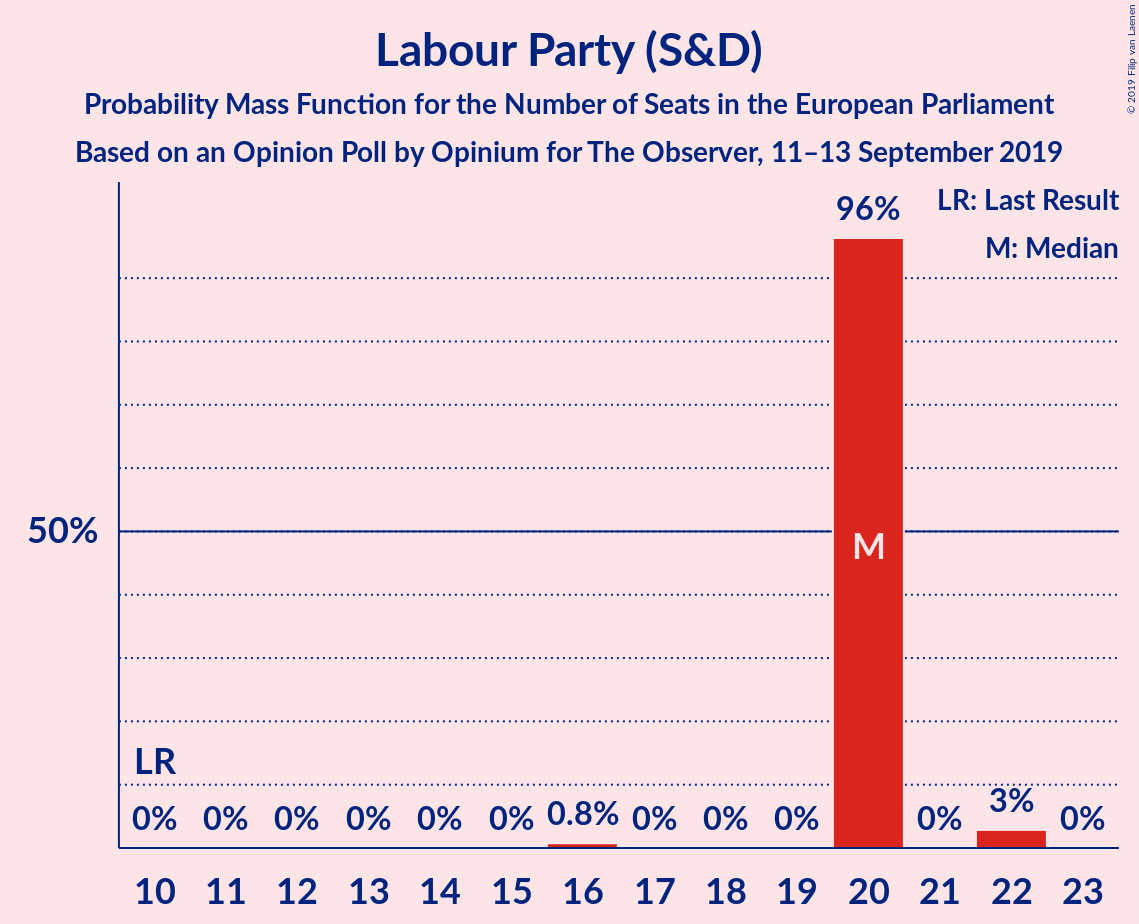 Labour Party (S&D)
Probability Mass Function for the Number of Seats in the European Parliament
Based on an Opinion Poll by Opinium for The Observer, 11–13 September 2019
© 2019 Filip van Laenen
LR: Last Result
M: Median
96%
50%
M
LR
0% 0% 0% 0% 0% 0% 0.8% 0% 0% 0% 0% 3% 0%
10 11 12 13 14 15 16 17 18 19 20 21 22 23